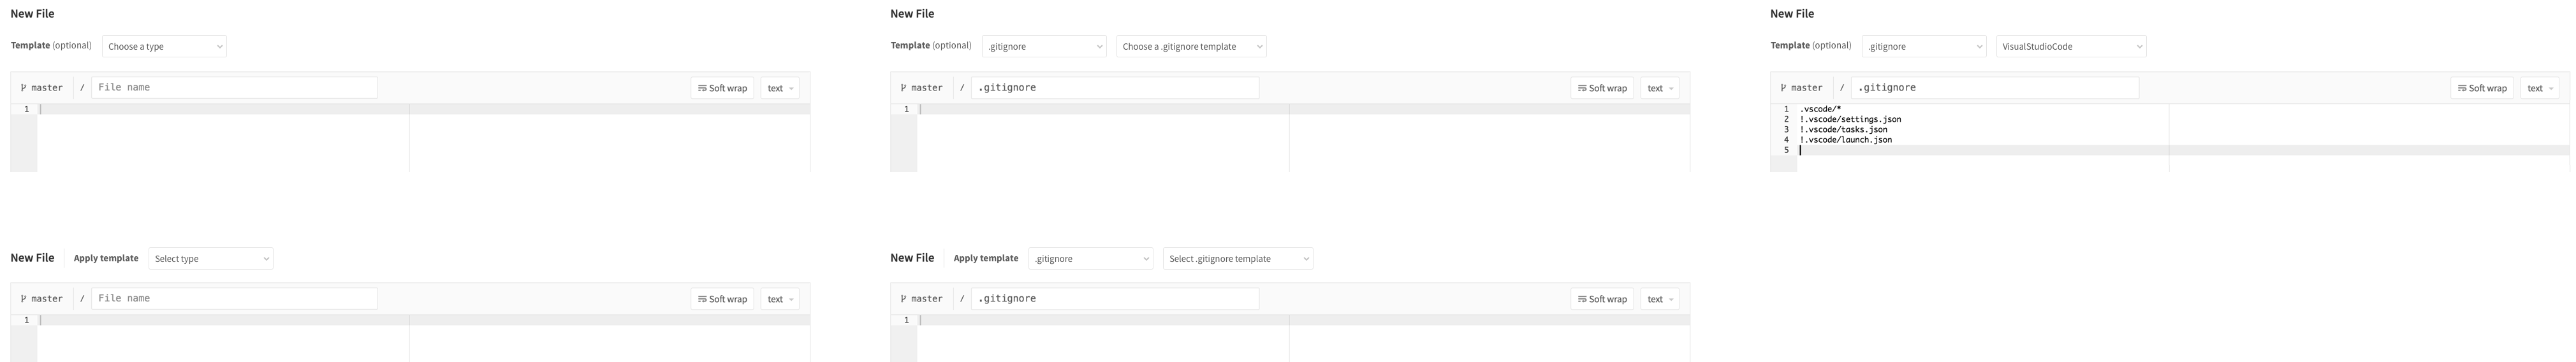 New File
Template (optional) Choose a type
master / File name Soft wrap text
1
New File
Template (optional) .gitignore Choose a .gitignore template
master / .gitignore Soft wrap text
1
New File
Template (optional) .gitignore VisualStudioCode
master / .gitignore Soft wrap text
1 .vscode/*
2 !.vscode/settings.json
3 !.vscode/tasks.json
4 !.vscode/launch.json
5
New File Apply template Select type
master / File name Soft wrap text
1
New File Apply template .gitignore Select .gitignore template
master / .gitignore Soft wrap text
1